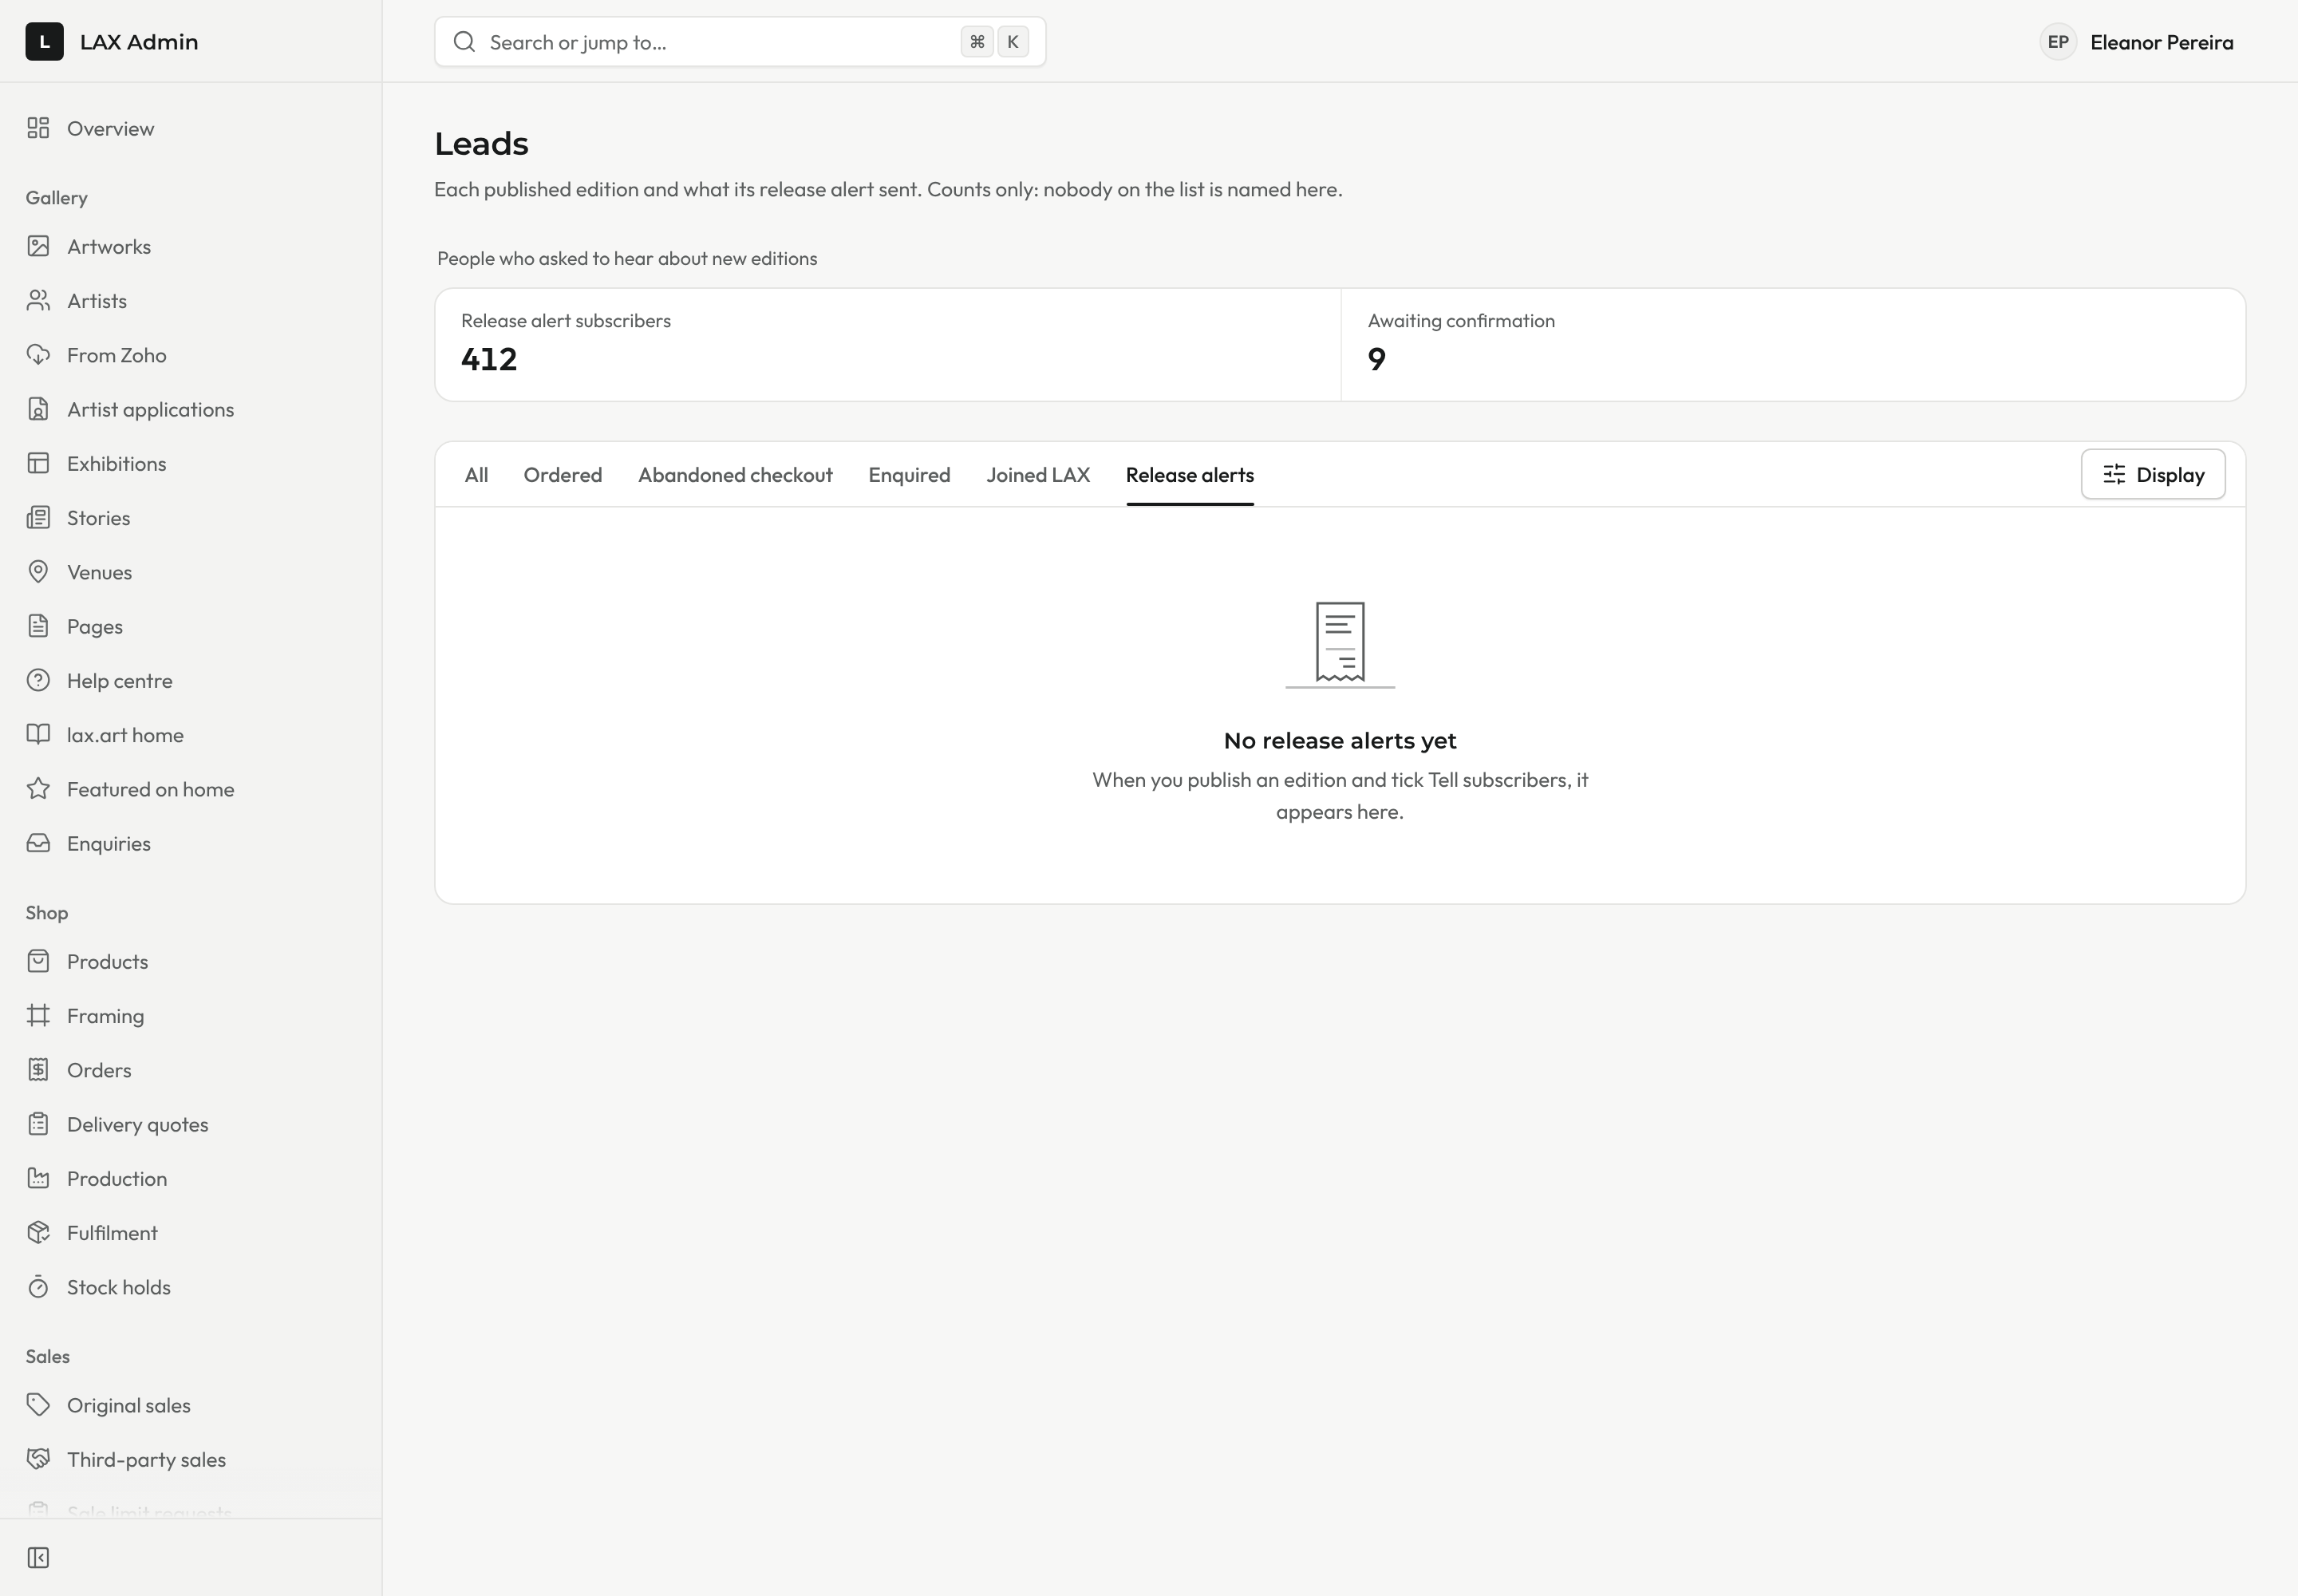 L
LAX Admin
Search or jump to...
⌘ K
EP
Eleanor Pereira
Overview
Gallery
Artworks
Artists
From Zoho
Artist applications
Exhibitions
Stories
Venues
Pages
Help centre
lax.art home
Featured on home
Enquiries
Shop
Products
Framing
Orders
Delivery quotes
Production
Fulfilment
Stock holds
Sales
Original sales
Third-party sales
Sale limit requests
Leads
Each published edition and what its release alert sent. Counts only: nobody on the list is named here.
People who asked to hear about new editions
Release alert subscribers
412
Awaiting confirmation
9
All
Ordered
Abandoned checkout
Enquired
Joined LAX
Release alerts
Display
No release alerts yet
When you publish an edition and tick Tell subscribers, it
appears here.